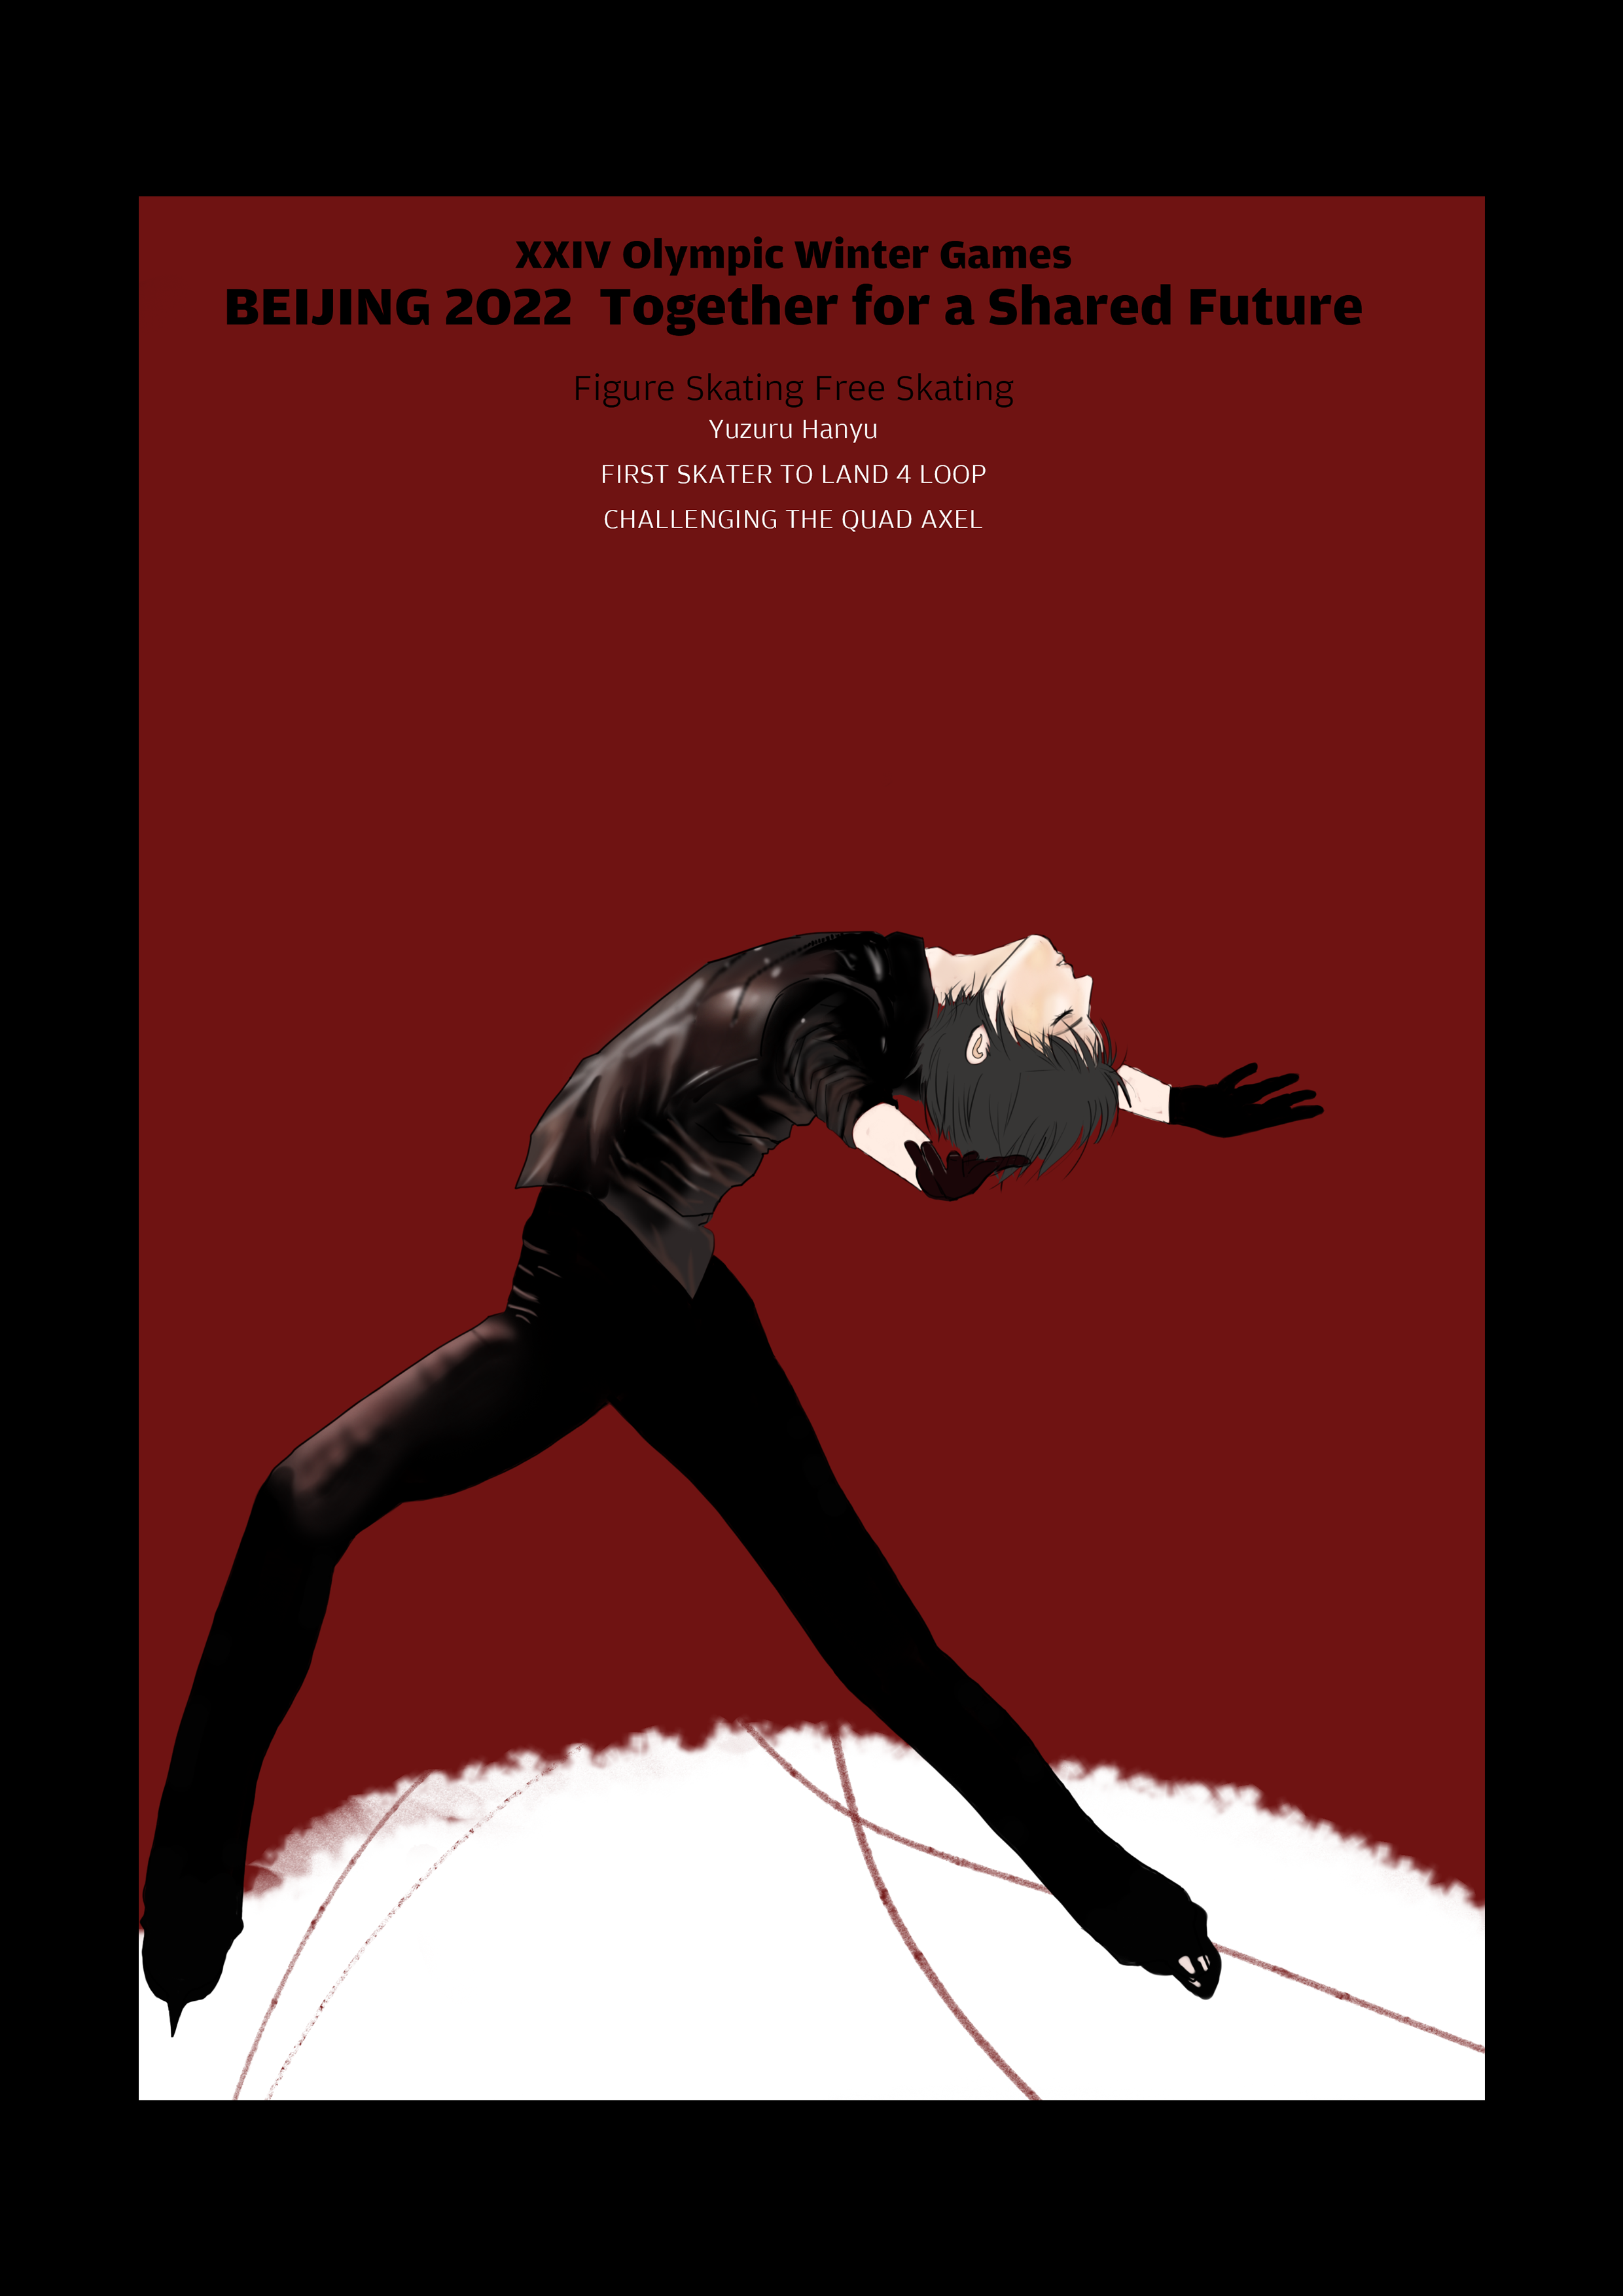 XXIV Olympic Winter Games
BEIJING 2022 Together for a Shared Future
Figure Skating Free Skating
Yuzuru Hanyu
FIRST SKATER TO LAND 4 LOOP
CHALLENGING THE QUAD AXEL